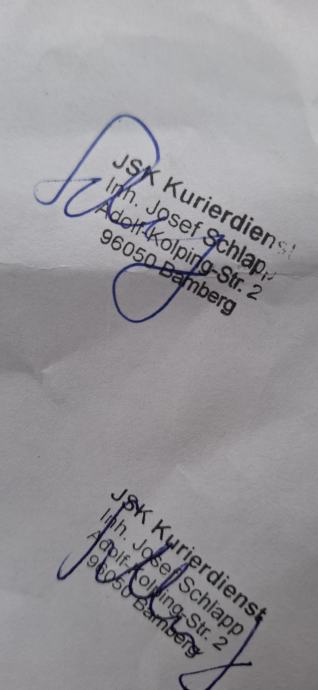 JSK Kurierdienst
Inh. Josef Schlapp
Adolf-Kolping-Str. 2
96050 Bamberg
JSK Kurierdienst
Inh. Josef Schlapp
Adolf-Kolping-Str. 2
96050 Bamberg